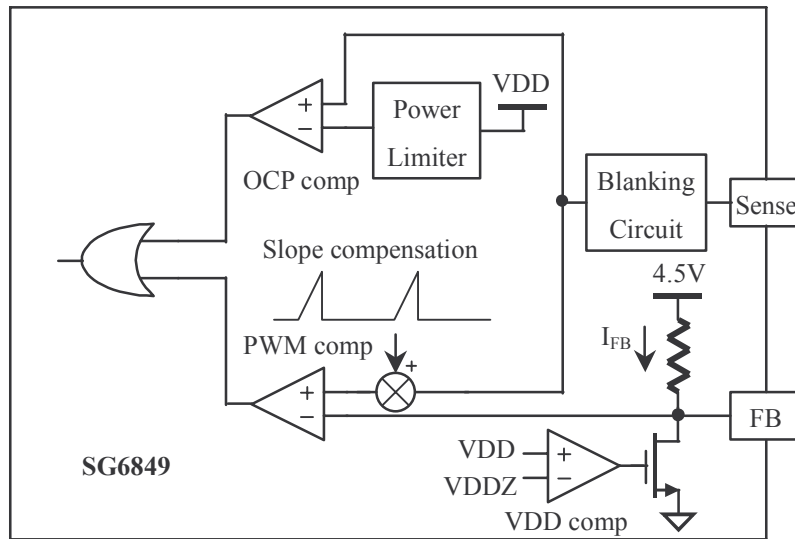 VDD
+
−
Power
Limiter
OCP comp
Blanking
Circuit
Sense
Slope compensation
4.5V
PWM comp
+
I_FB
+
−
FB
VDD
+
VDDZ
−
SG6849
VDD comp